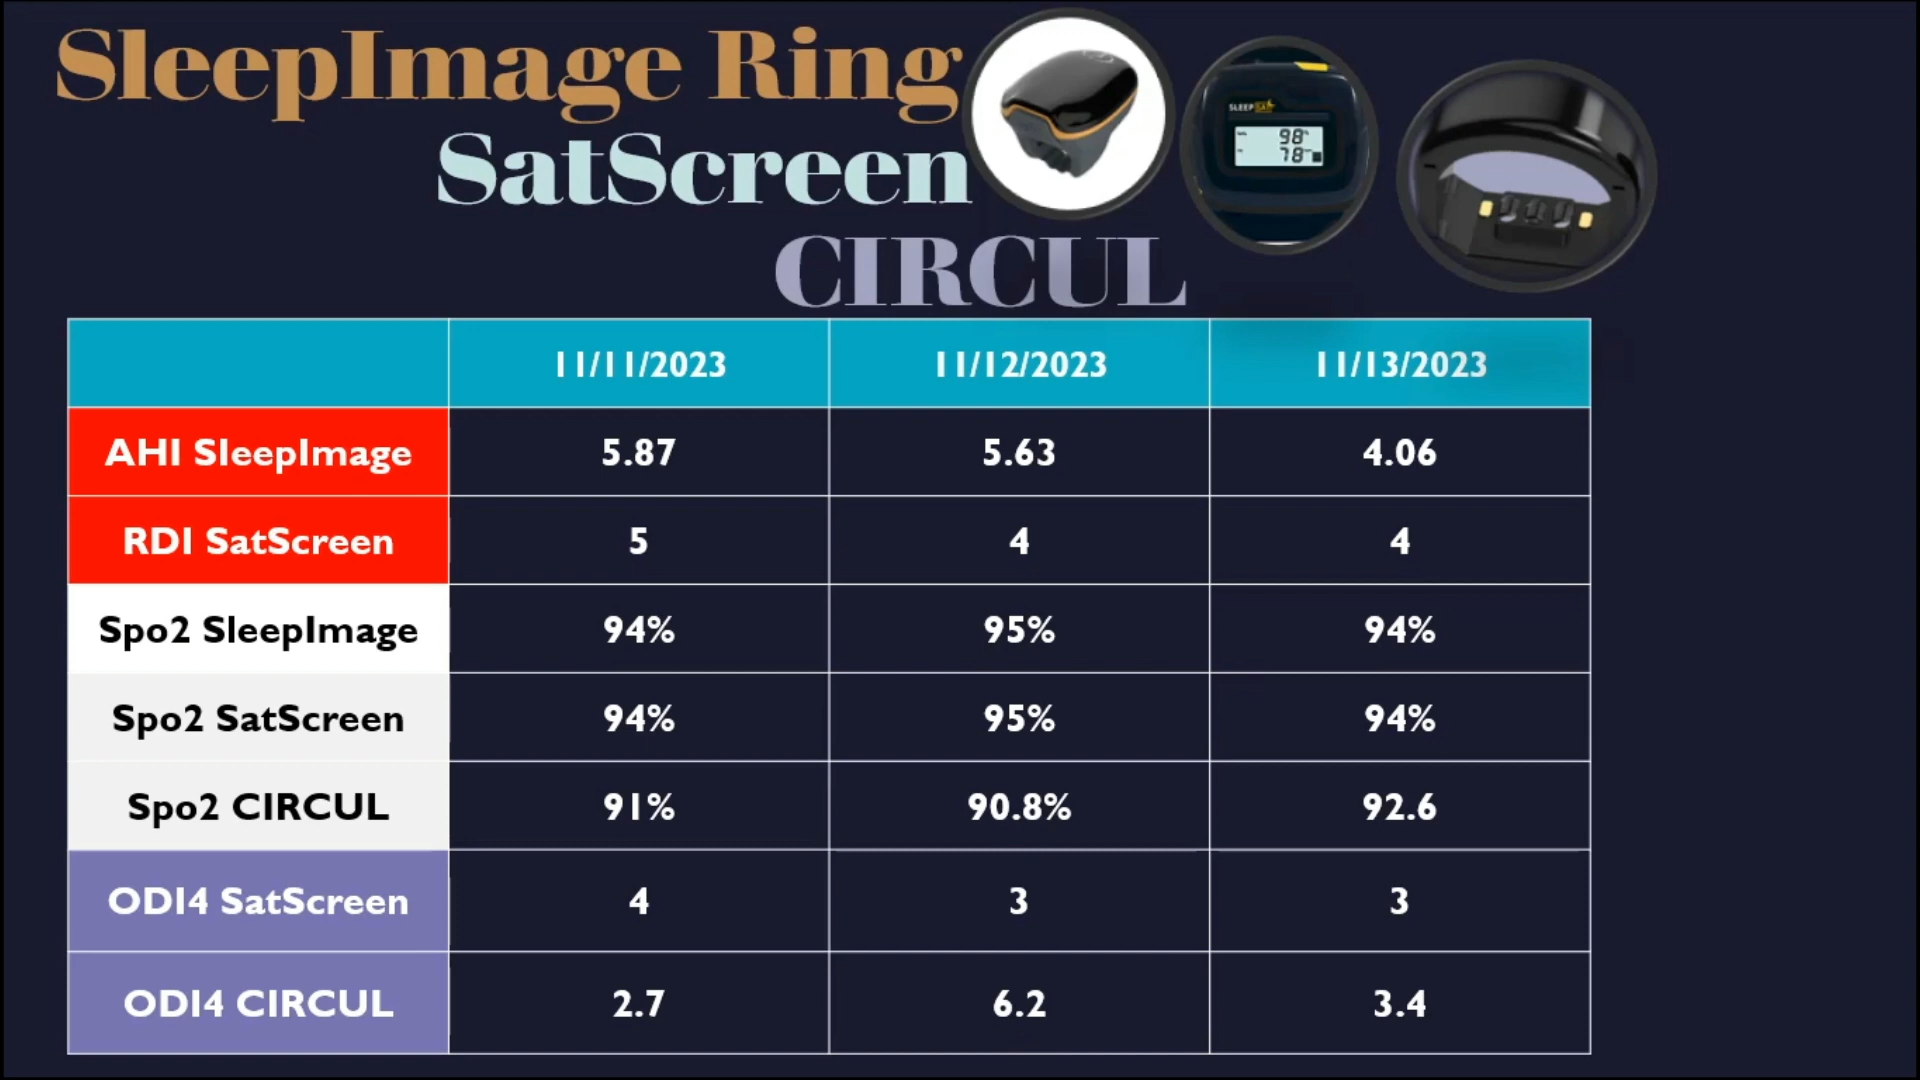 SleepImage Ring
SatScreen
CIRCUL
SLEEP SAT
98
78
11/11/2023 11/12/2023 11/13/2023
AHI SleepImage 5.87 5.63 4.06
RDI SatScreen 5 4 4
Spo2 SleepImage 94% 95% 94%
Spo2 SatScreen 94% 95% 94%
Spo2 CIRCUL 91% 90.8% 92.6
ODI4 SatScreen 4 3 3
ODI4 CIRCUL 2.7 6.2 3.4